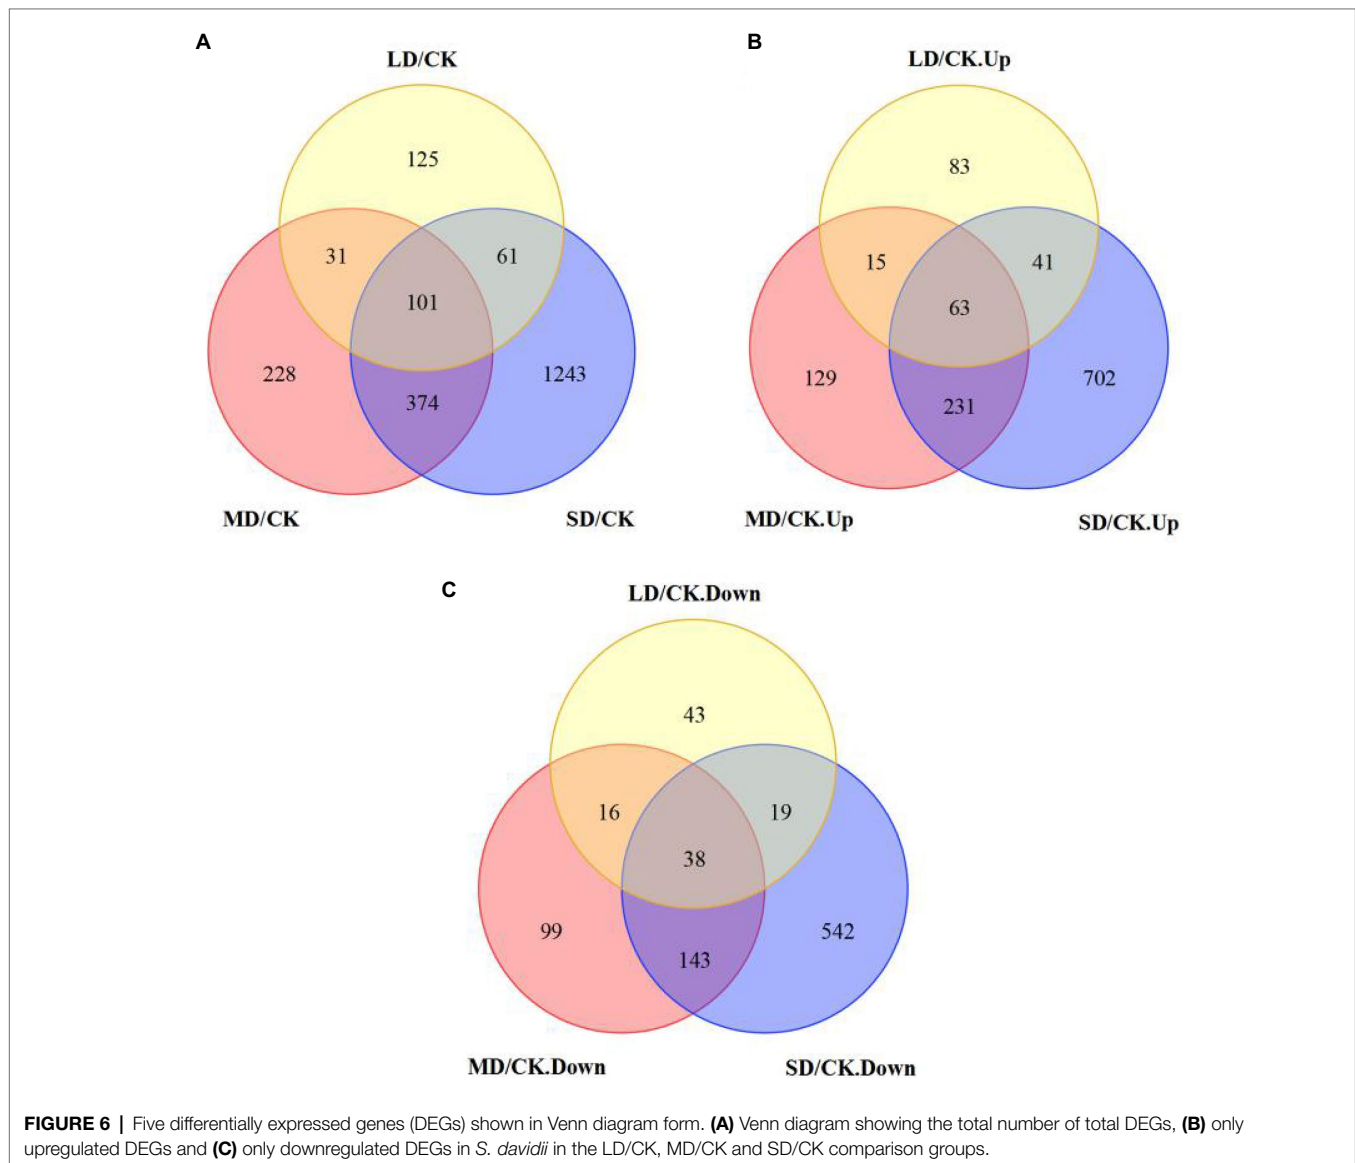 A
LD/CK
125
31
61
101
228
1243
374
MD/CK
SD/CK
B
LD/CK.Up
83
15
41
63
129
702
231
MD/CK.Up
SD/CK.Up
C
LD/CK.Down
43
16
19
38
99
542
143
MD/CK.Down
SD/CK.Down
FIGURE 6 | Five differentially expressed genes (DEGs) shown in Venn diagram form. (A) Venn diagram showing the total number of total DEGs, (B) only
upregulated DEGs and (C) only downregulated DEGs in S. davidii in the LD/CK, MD/CK and SD/CK comparison groups.